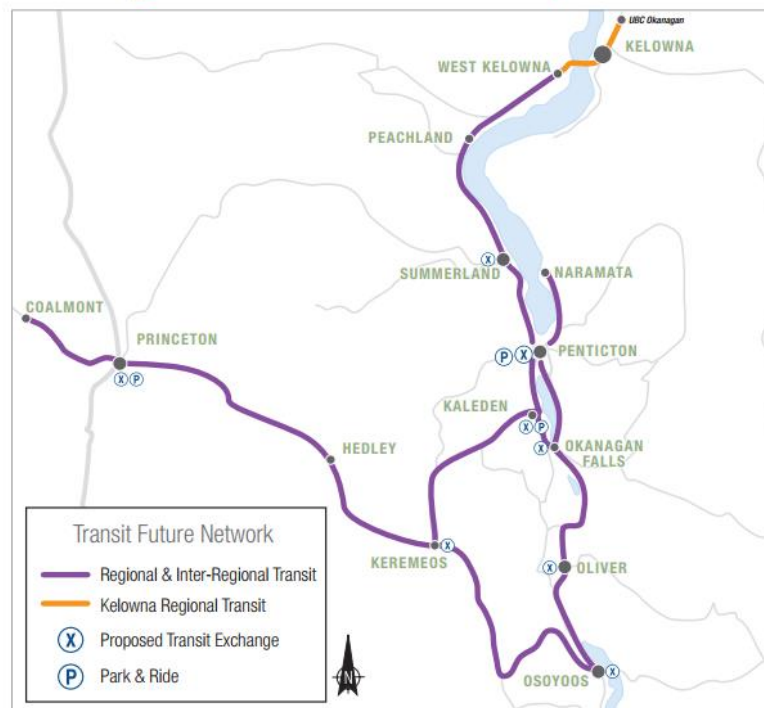 UBC Okanagan
KELOWNA
WEST KELOWNA
PEACHLAND
X
SUMMERLAND
NARAMATA
COALMONT
PRINCETON
X P
P X
PENTICTON
KALEDEN
X P
X
OKANAGAN
FALLS
HEDLEY
KEREMEOS
X
X
OLIVER
OSOYOOS
X
Transit Future Network
Regional & Inter-Regional Transit
Kelowna Regional Transit
X Proposed Transit Exchange
P Park & Ride
N